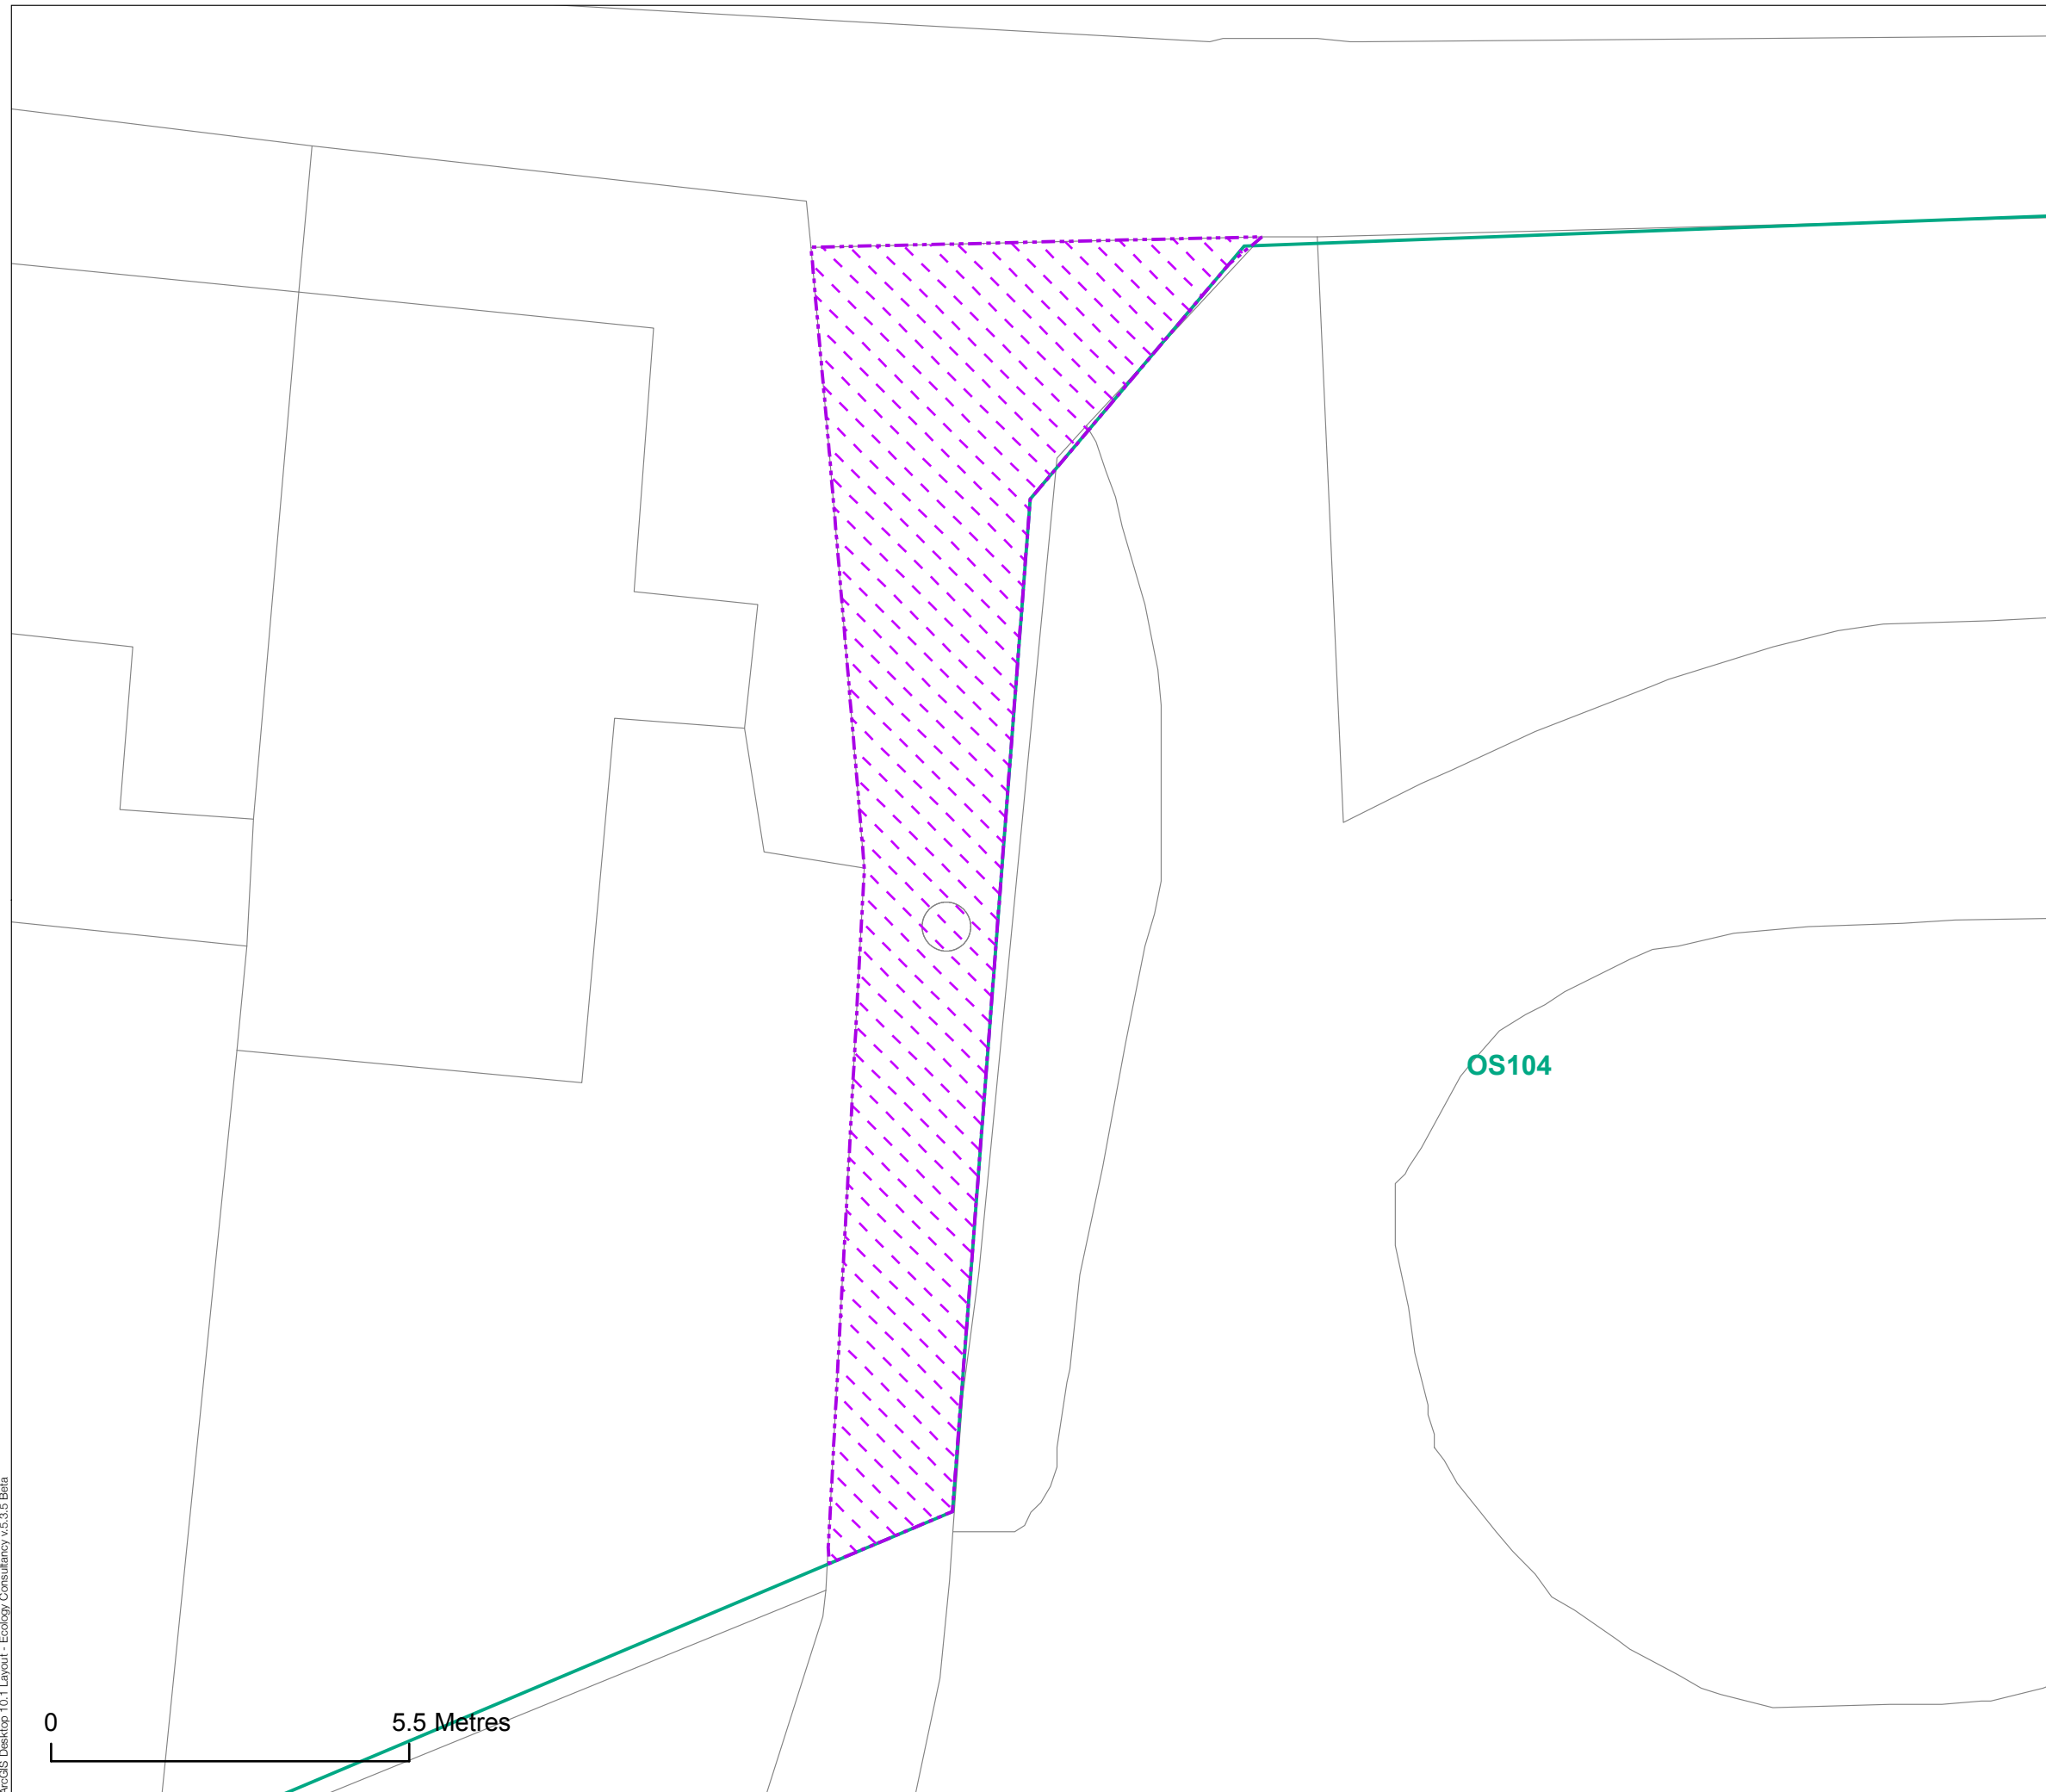 OS104
0 5.5 Metres
ArcGIS Desktop 10.1 Layout - Ecology Consultancy v.5.3.5 Beta